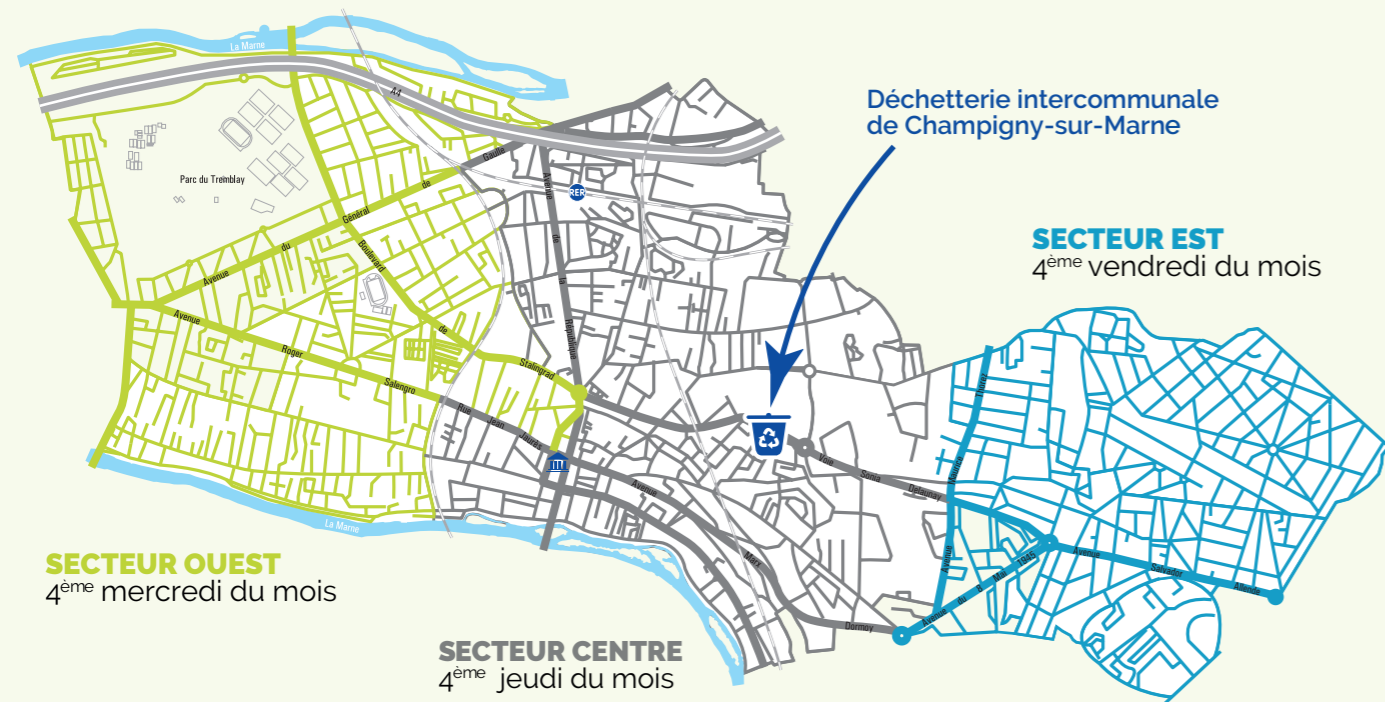 La Marne
A4
Déchetterie intercommunale
de Champigny-sur-Marne
Parc du Tremblay
RER
Avenue du Général de Gaulle
Avenue de la République
Boulevard de Stalingrad
SECTEUR EST
4ème vendredi du mois
Avenue Roger Salengro
Rue Jean Jaurès
Avenue Maurice Thorez
Voie Sonia Delaunay
Avenue Marx Dormoy
Avenue du 8 Mai 1945
Avenue Salvador Allende
La Marne
SECTEUR OUEST
4ème mercredi du mois
SECTEUR CENTRE
4ème jeudi du mois